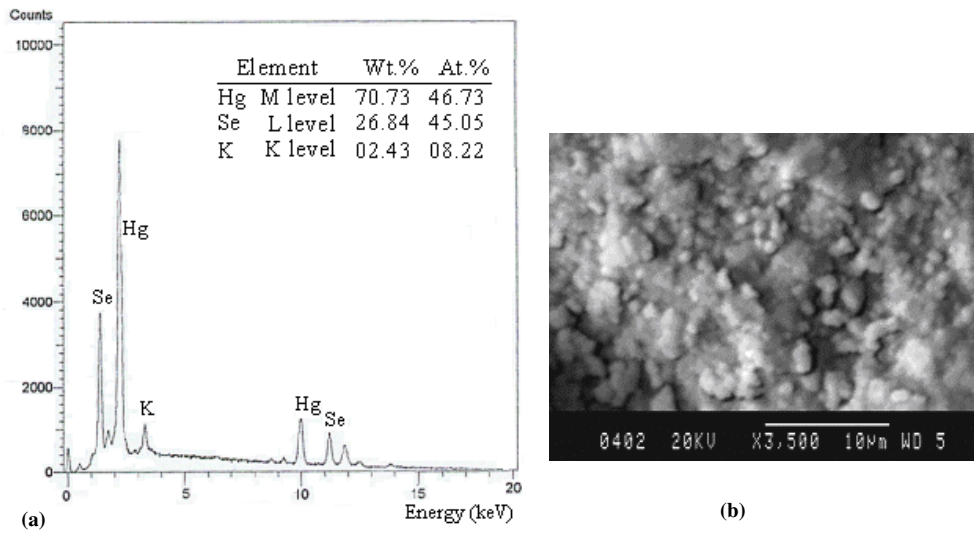 Counts
10000
Element Wt.% At.%
Hg M level 70.73 46.73
Se L level 26.84 45.05
K K level 02.43 08.22
8000
6000
Hg
4000
Se
2000
K
Hg
Se
0
0 5 10 15 20
Energy (keV)
(a)
0402 20KV X3,500 10μm WD 5
(b)